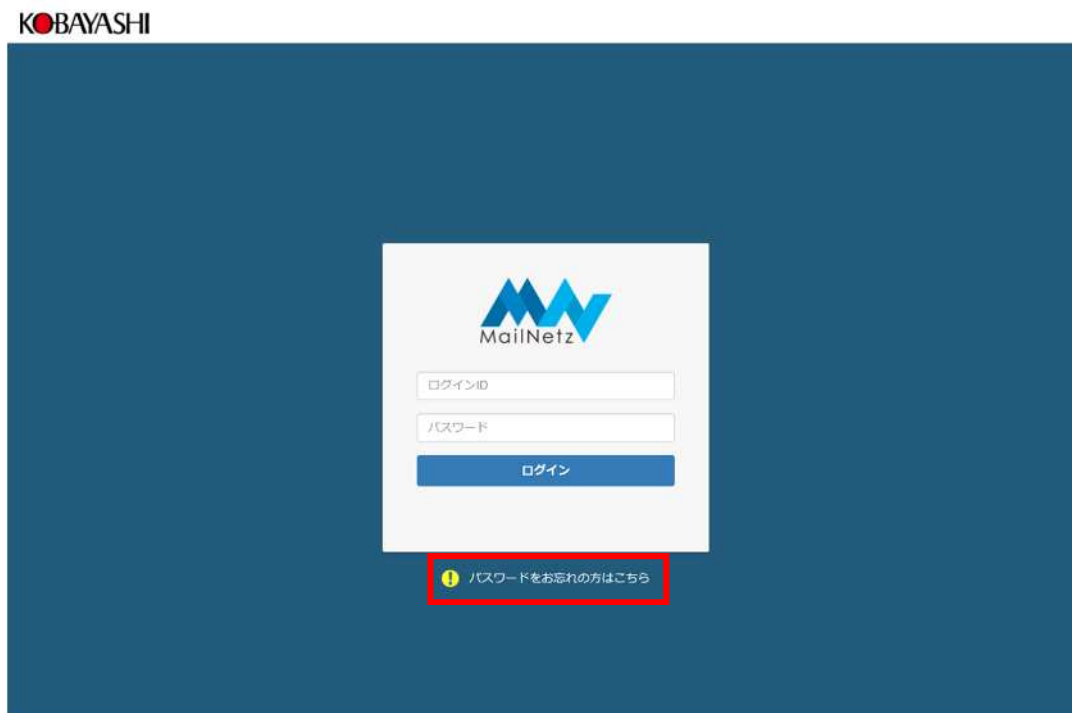 KOBAYASHI
MailNetz
ログインID
パスワード
ログイン
パスワードをお忘れの方はこちら